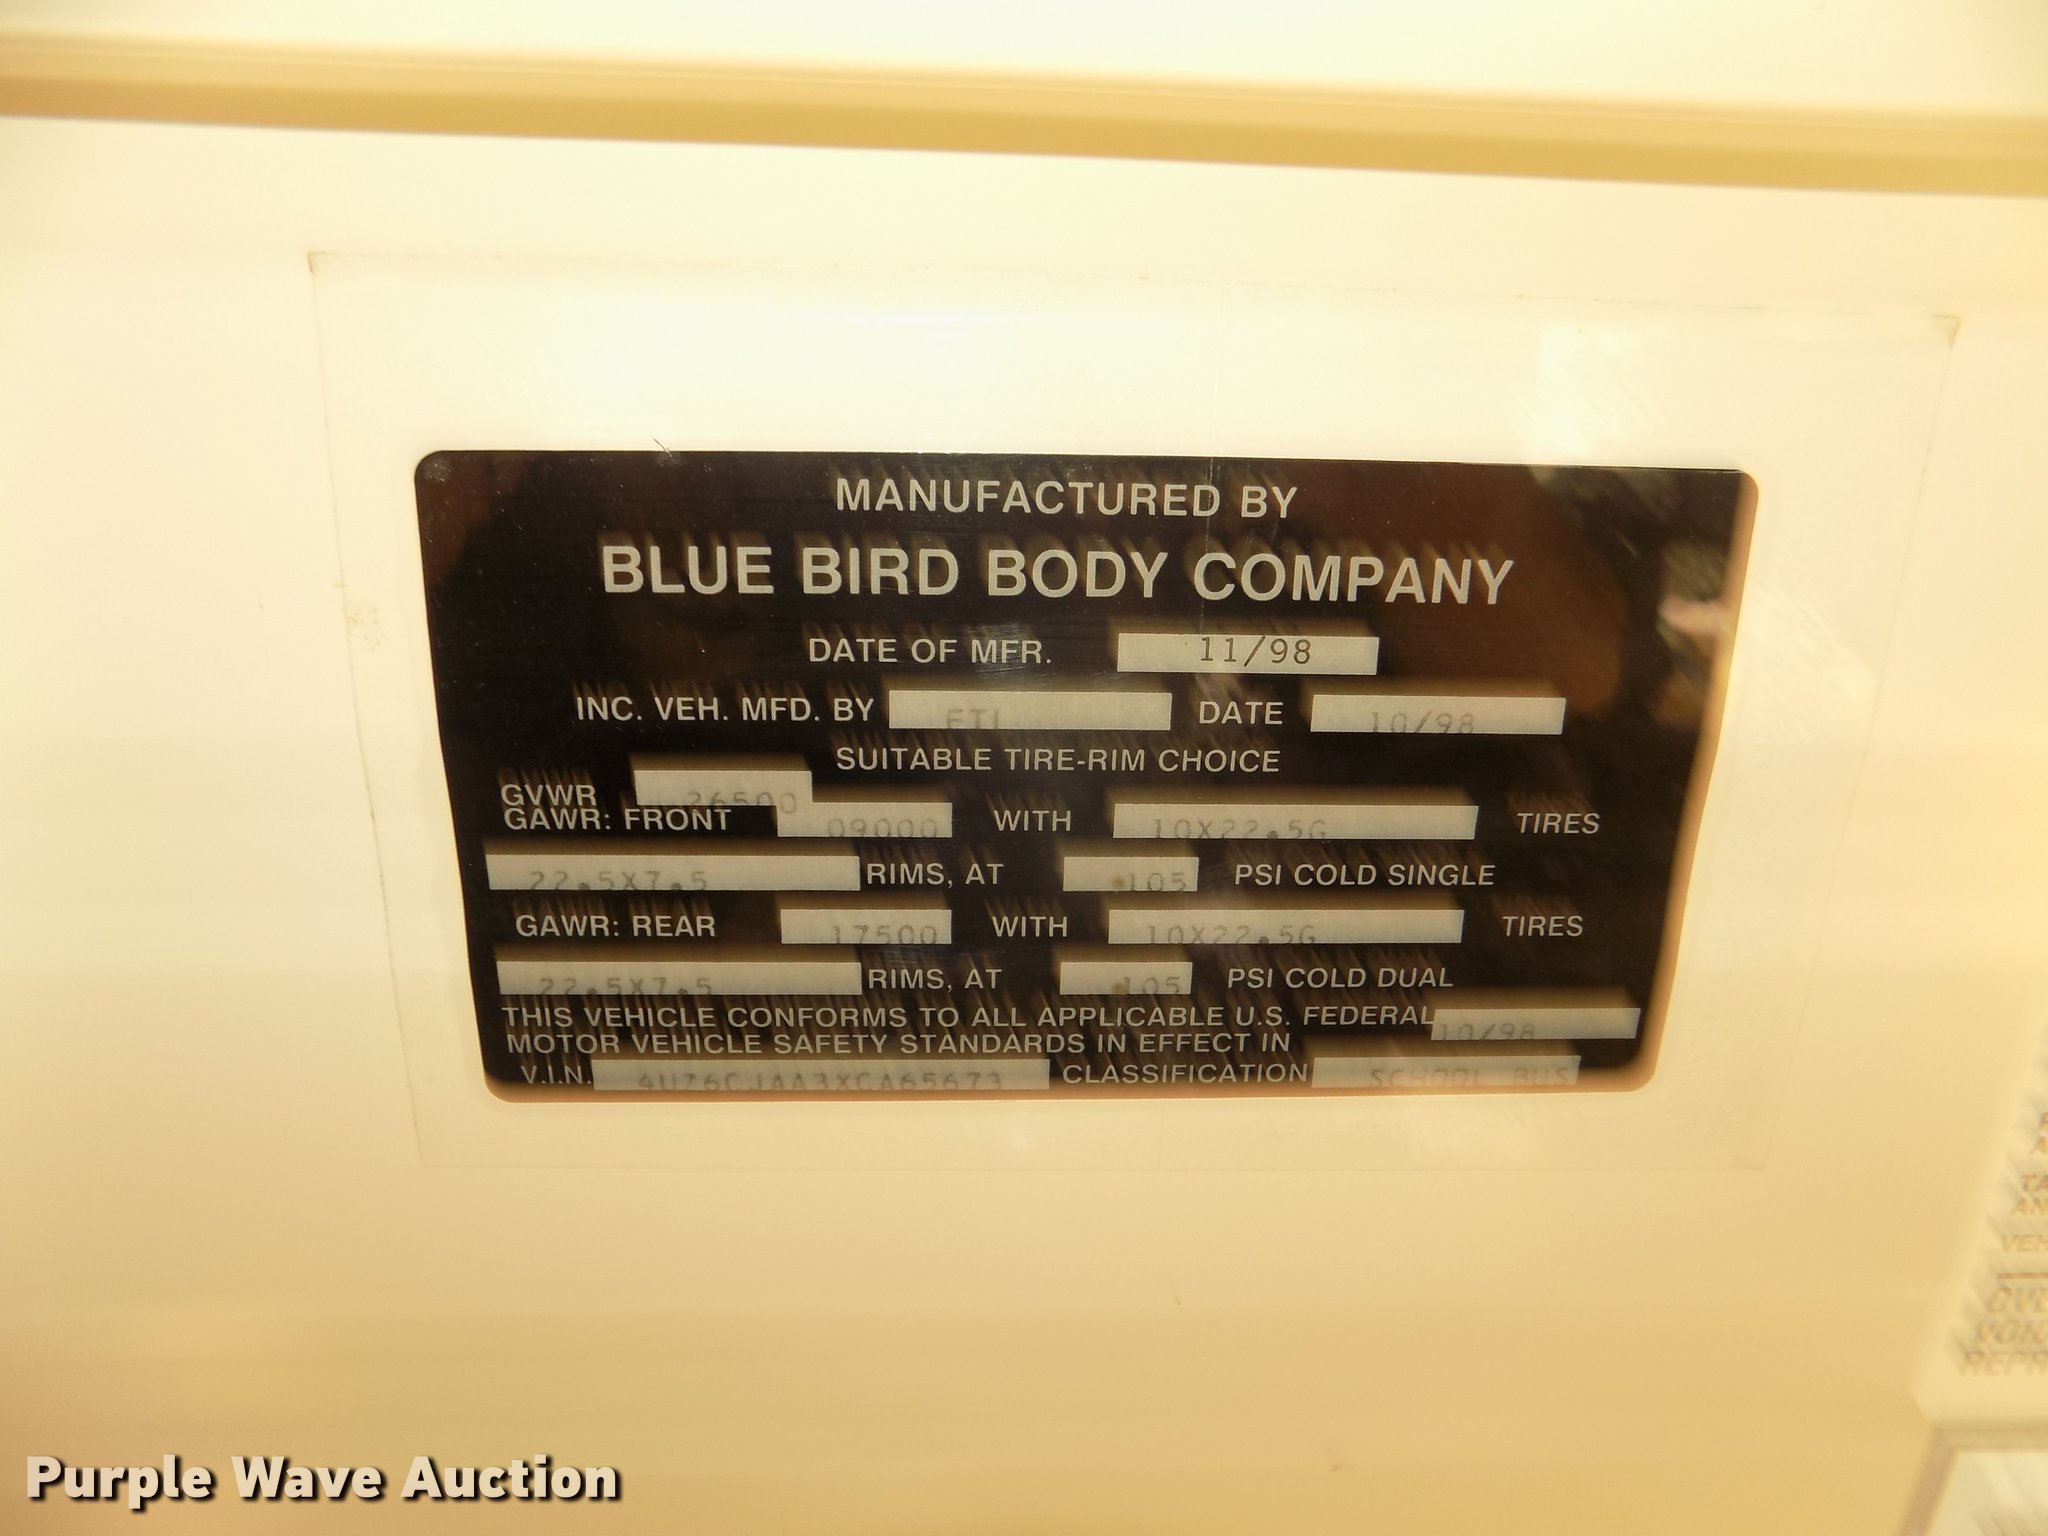 MANUFACTURED BY
BLUE BIRD BODY COMPANY
DATE OF MFR. 11/98
INC. VEH. MFD. BY FTL DATE 10/98
SUITABLE TIRE-RIM CHOICE
GVWR 26500
GAWR: FRONT 09000 WITH 10X22.5G TIRES
22.5X7.5 RIMS, AT 105 PSI COLD SINGLE
GAWR: REAR 17500 WITH 10X22.5G TIRES
22.5X7.5 RIMS, AT 105 PSI COLD DUAL
THIS VEHICLE CONFORMS TO ALL APPLICABLE U.S. FEDERAL 10/98
MOTOR VEHICLE SAFETY STANDARDS IN EFFECT IN
V.I.N. 4UZ6CJAA3XCA65673 CLASSIFICATION SCHOOL BUS
Purple Wave Auction